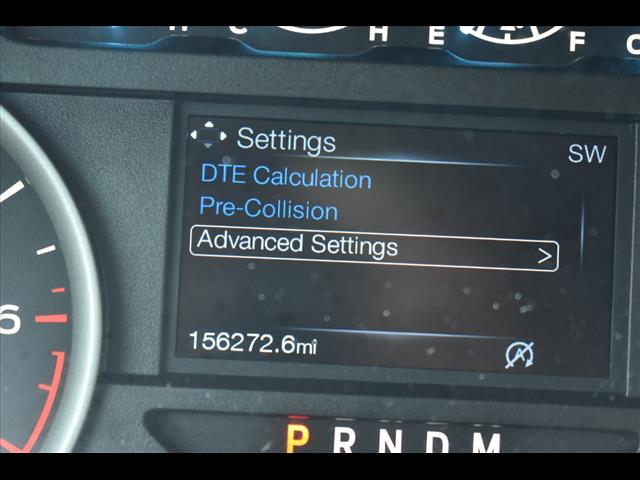 H C H E F C
Settings
SW
DTE Calculation
Pre-Collision
Advanced Settings >
6
156272.6mi
P R N D M